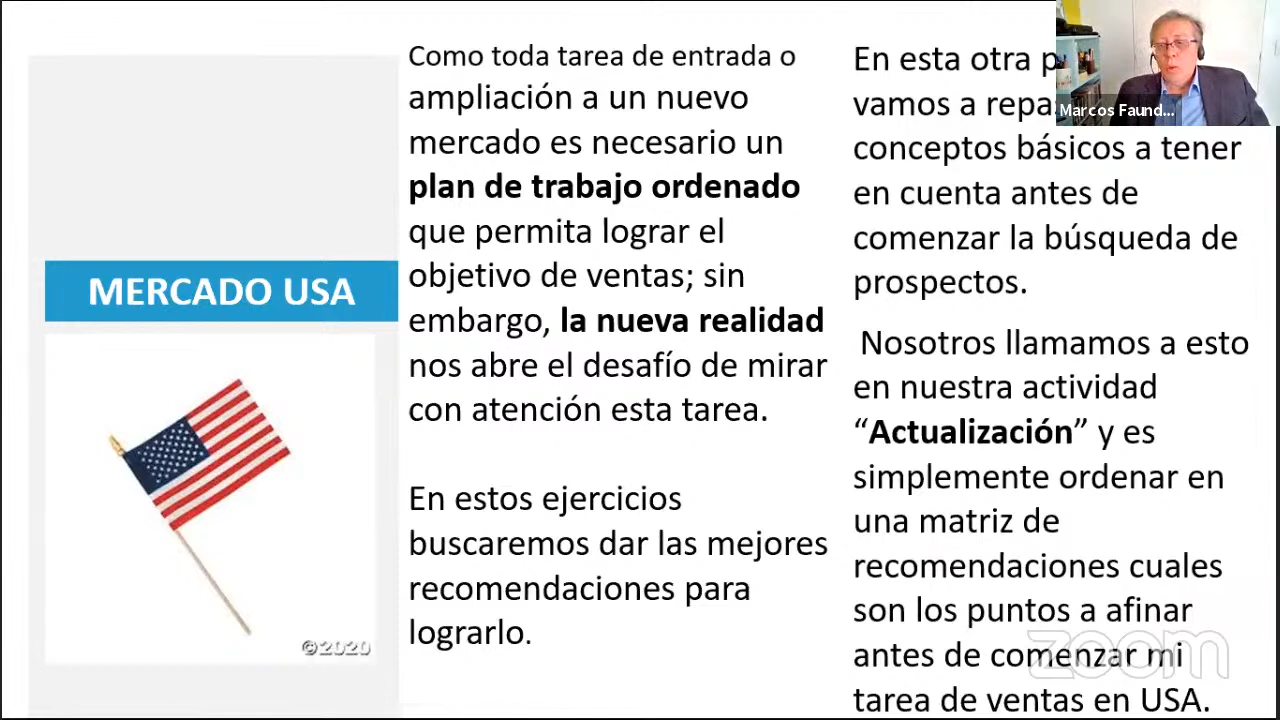 MERCADO USA
©2020
Como toda tarea de entrada o
ampliación a un nuevo
mercado es necesario un
plan de trabajo ordenado
que permita lograr el
objetivo de ventas; sin
embargo, la nueva realidad
nos abre el desafío de mirar
con atención esta tarea.
En estos ejercicios
buscaremos dar las mejores
recomendaciones para
lograrlo.
En esta otra
vamos a
conceptos básicos a tener
en cuenta antes de
comenzar la búsqueda de
prospectos.
Nosotros llamamos a esto
en nuestra actividad
“Actualización” y es
simplemente ordenar en
una matriz de
recomendaciones cuales
son los puntos a afinar
antes de comenzar mi
tarea de ventas en USA.
Marcos Faund...
zoom